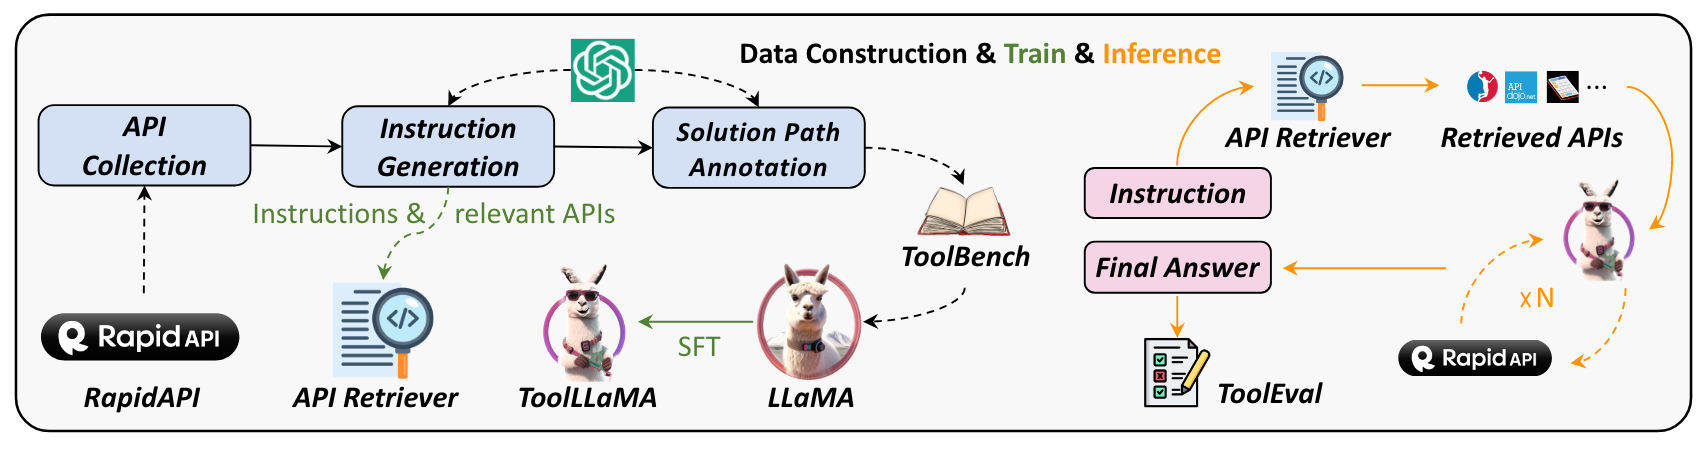 Data Construction & Train & Inference
API
Collection
Instruction
Generation
Solution Path
Annotation
Instructions & relevant APIs
ToolBench
Rapid API
RapidAPI
API Retriever
ToolLLaMA
SFT
LLaMA
API Retriever
API
dojo.net
...
Retrieved APIs
Instruction
Final Answer
x N
Rapid API
ToolEval